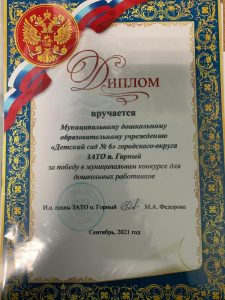 Диплом
вручается
Муниципальному дошкольному
образовательному учреждению
«Детский сад № 6» городского округа
ЗАТО п. Горный
за победу в муниципальном конкурсе для
дошкольных работников
И.о. главы ЗАТО п. Горный М.А. Федорова
Сентябрь, 2021 год